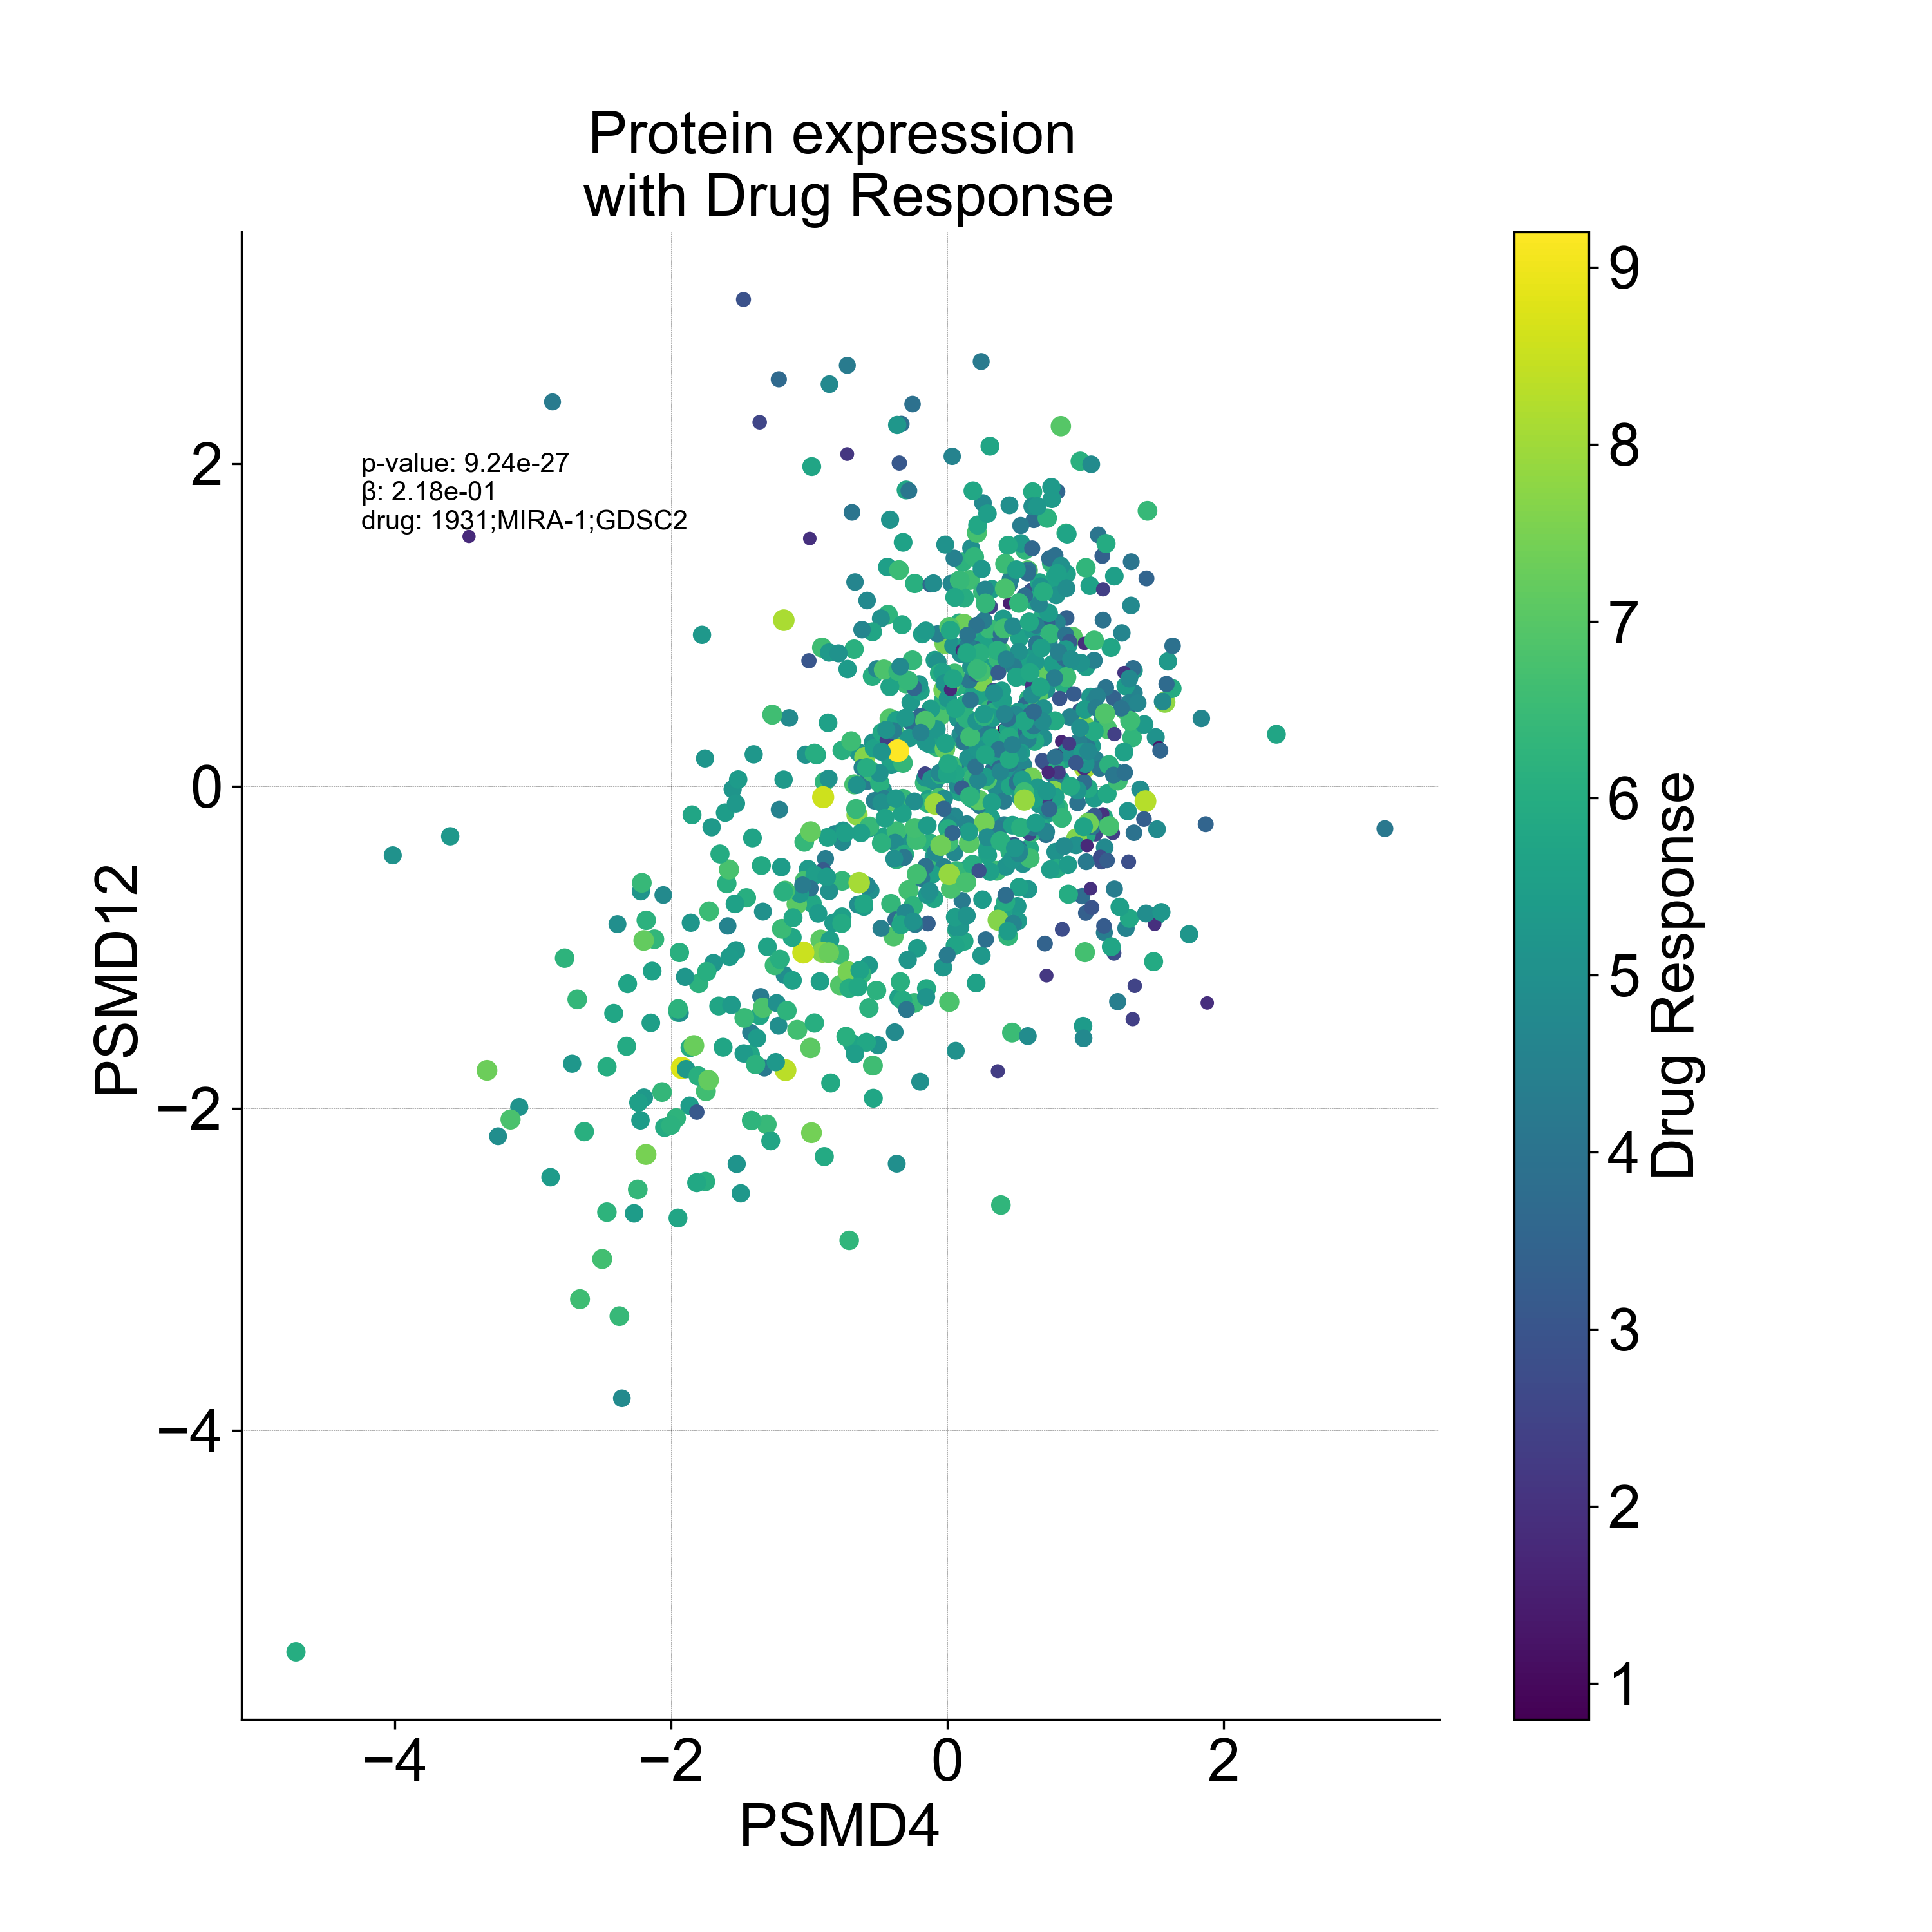 Protein expression
with Drug Response
p-value: 9.24e-27
β: 2.18e-01
drug: 1931;MIRA-1;GDSC2
2
0
−2
−4
PSMD12
−4
−2
0
2
PSMD4
9
8
7
6
5
4
3
2
1
Drug Response